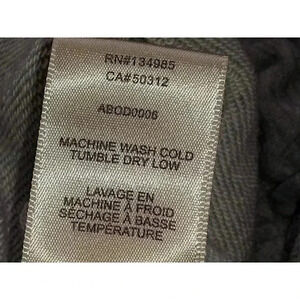 RN#134985
CA#50312
ABOD0006
MACHINE WASH COLD
TUMBLE DRY LOW
LAVAGE EN
MACHINE À FROID
SÉCHAGE À BASSE
TEMPÉRATURE